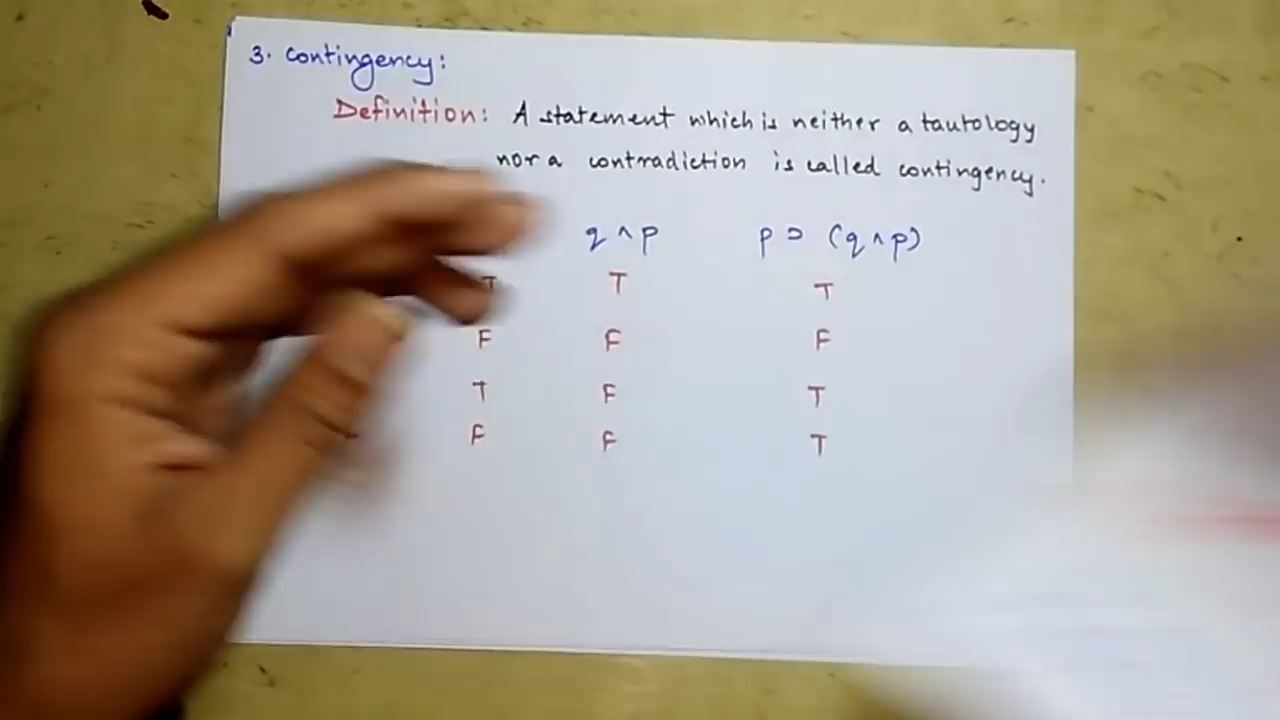 3. Contingency:
Definition: A statement which is neither a tautology
nor a contradiction is called contingency.
q ∧ p p ⊃ (q ∧ p)
T T T
F F F
T F T
F F T